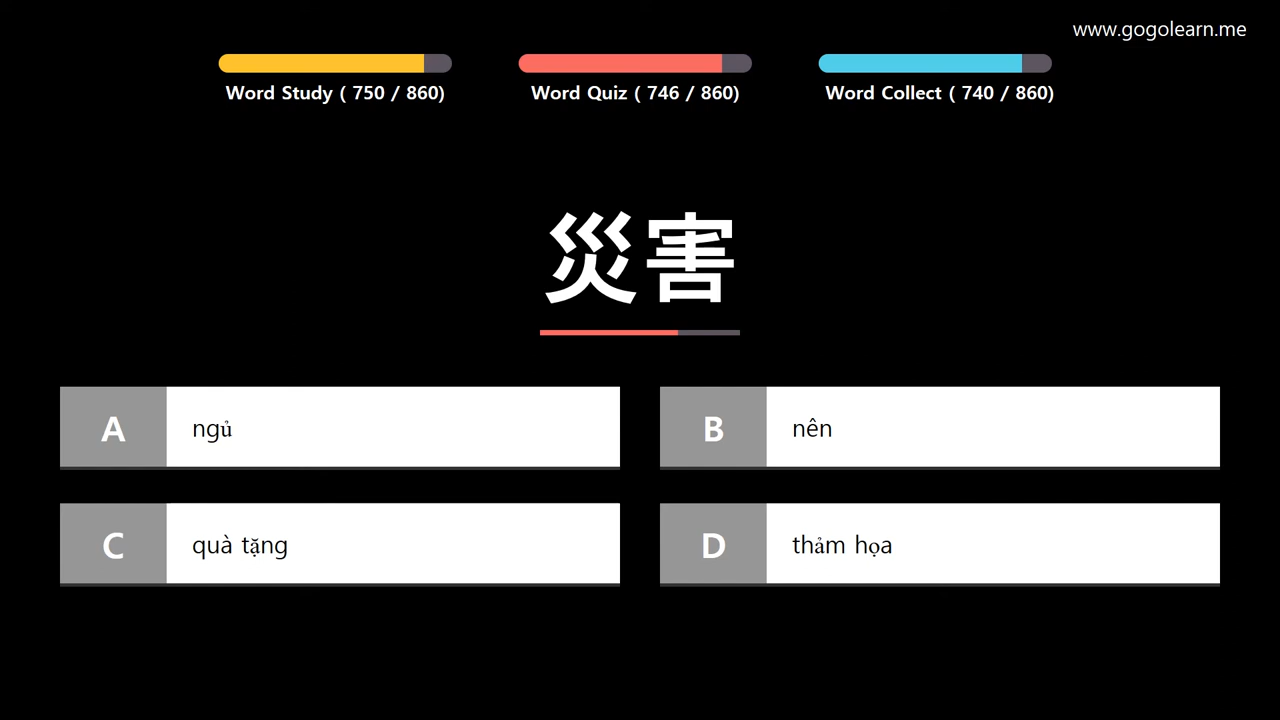 www.gogolearn.me
Word Study ( 750 / 860)
Word Quiz ( 746 / 860)
Word Collect ( 740 / 860)
災害
A
ngủ
B
nên
C
quà tặng
D
thảm họa